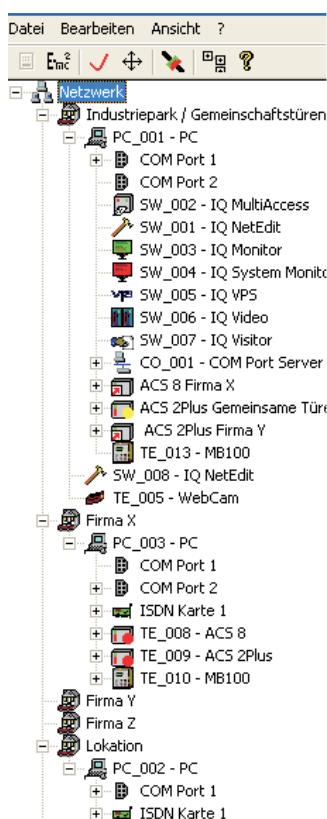 Datei Bearbeiten Ansicht ?
Netzwerk
Industriepark / Gemeinschaftstüren
PC_001 - PC
COM Port 1
COM Port 2
SW_002 - IQ MultiAccess
SW_001 - IQ NetEdit
SW_003 - IQ Monitor
SW_004 - IQ System Monito
SW_005 - IQ VPS
SW_006 - IQ Video
SW_007 - IQ Visitor
CO_001 - COM Port Server
ACS 8 Firma X
ACS 2Plus Gemeinsame Türe
ACS 2Plus Firma Y
TE_013 - MB100
SW_008 - IQ NetEdit
TE_005 - WebCam
Firma X
PC_003 - PC
COM Port 1
COM Port 2
ISDN Karte 1
TE_008 - ACS 8
TE_009 - ACS 2Plus
TE_010 - MB100
Firma Y
Firma Z
Lokation
PC_002 - PC
COM Port 1
ISDN Karte 1